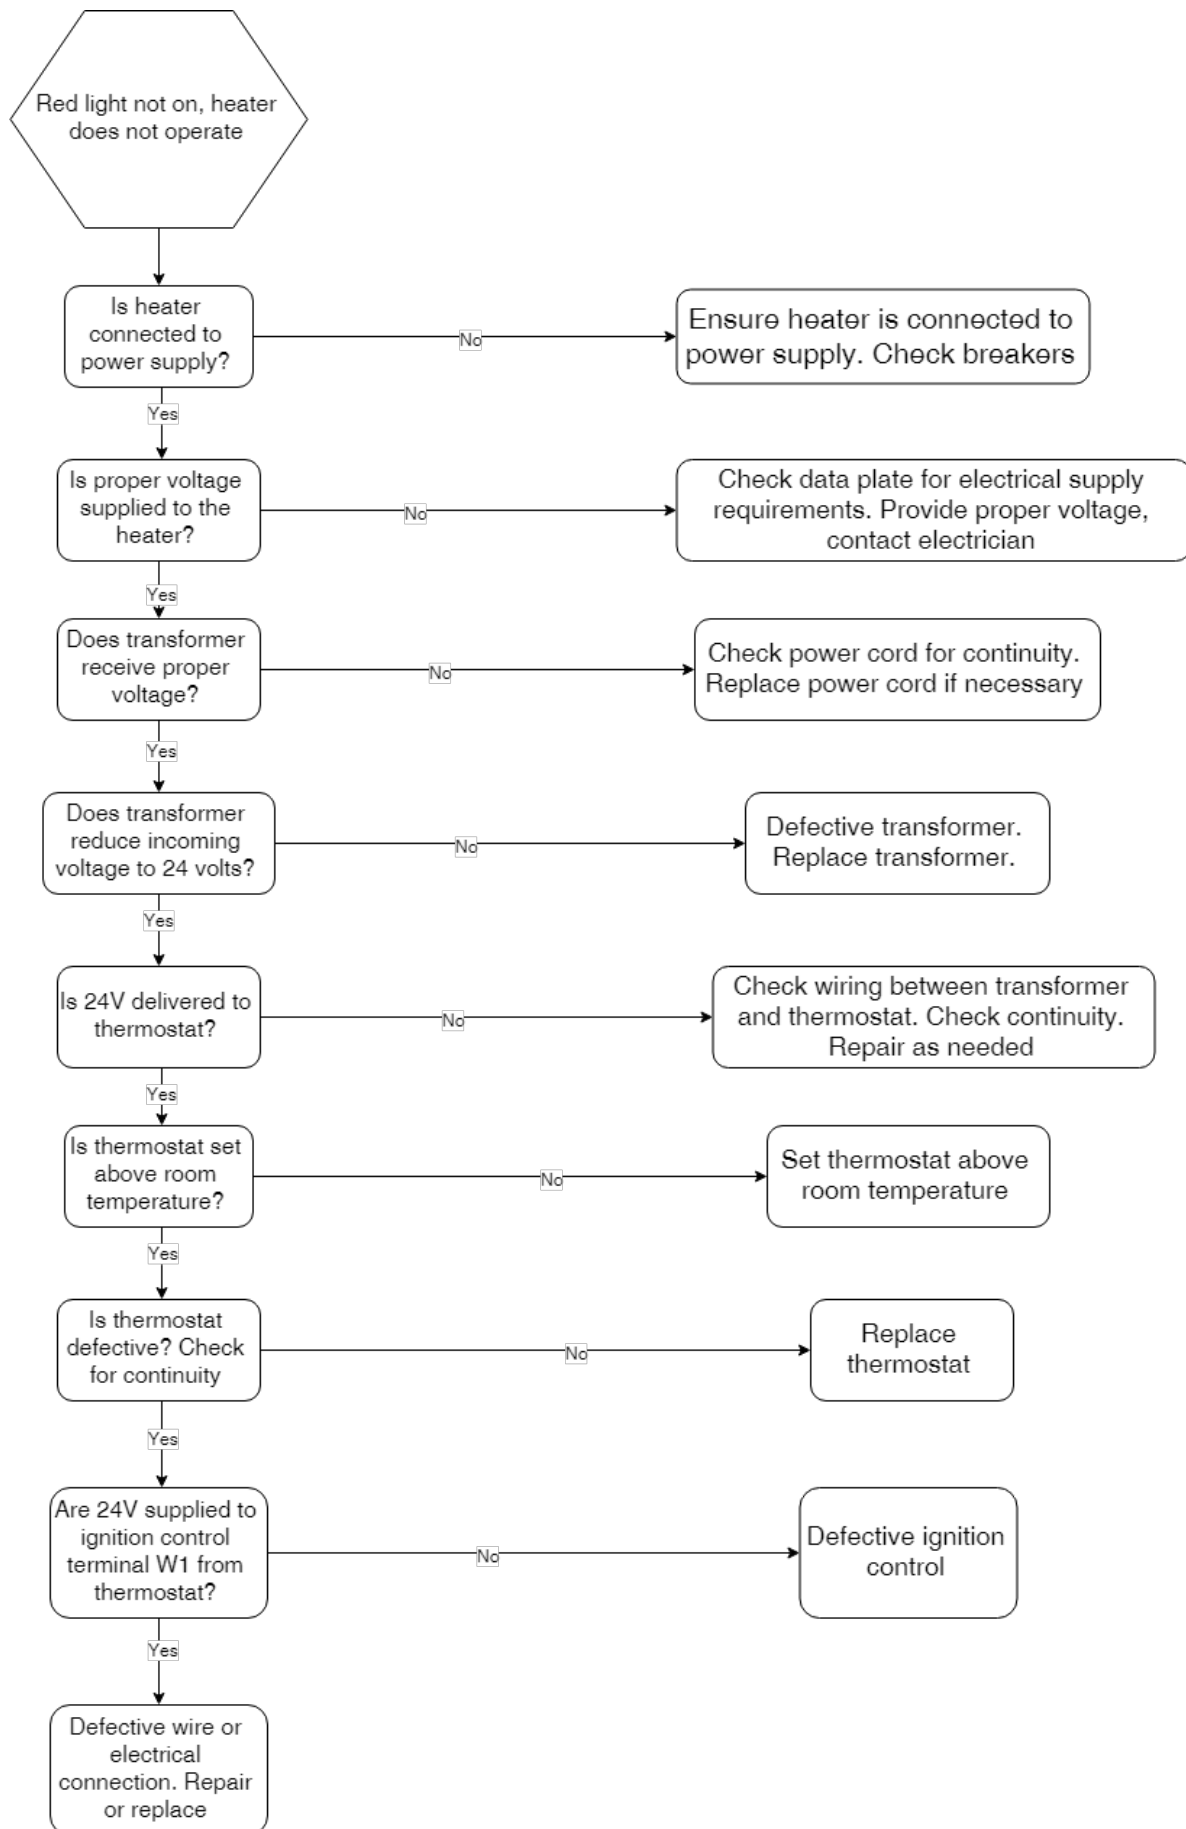 Red light not on, heater
does not operate
Is heater
connected to
power supply?
No
Ensure heater is connected to
power supply. Check breakers
Yes
Is proper voltage
supplied to the
heater?
No
Check data plate for electrical supply
requirements. Provide proper voltage,
contact electrician
Yes
Does transformer
receive proper
voltage?
No
Check power cord for continuity.
Replace power cord if necessary
Yes
Does transformer
reduce incoming
voltage to 24 volts?
No
Defective transformer.
Replace transformer.
Yes
Is 24V delivered to
thermostat?
No
Check wiring between transformer
and thermostat. Check continuity.
Repair as needed
Yes
Is thermostat set
above room
temperature?
No
Set thermostat above
room temperature
Yes
Is thermostat
defective? Check
for continuity
No
Replace
thermostat
Yes
Are 24V supplied to
ignition control
terminal W1 from
thermostat?
No
Defective ignition
control
Yes
Defective wire or
electrical
connection. Repair
or replace